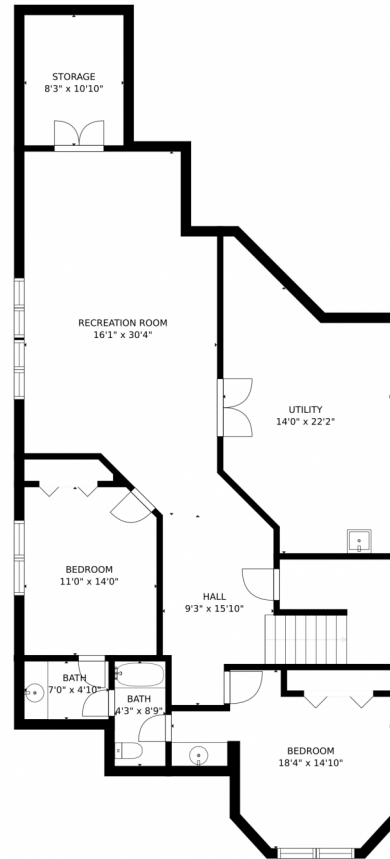 STORAGE
8'3" x 10'10"
RECREATION ROOM
16'1" x 30'4"
UTILITY
14'0" x 22'2"
BEDROOM
11'0" x 14'0"
HALL
9'3" x 15'10"
BATH
7'0" x 4'10"
BATH
4'3" x 8'9"
BEDROOM
18'4" x 14'10"